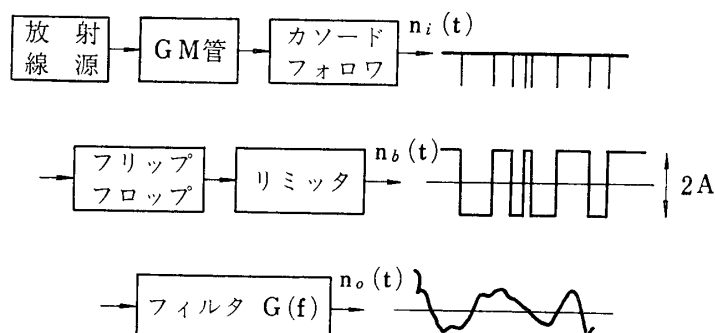 放射線源
GM管
カソードフォロワ
n_i(t)
フリップフロップ
リミッタ
n_b(t)
2A
フィルタ G(f)
n_o(t)